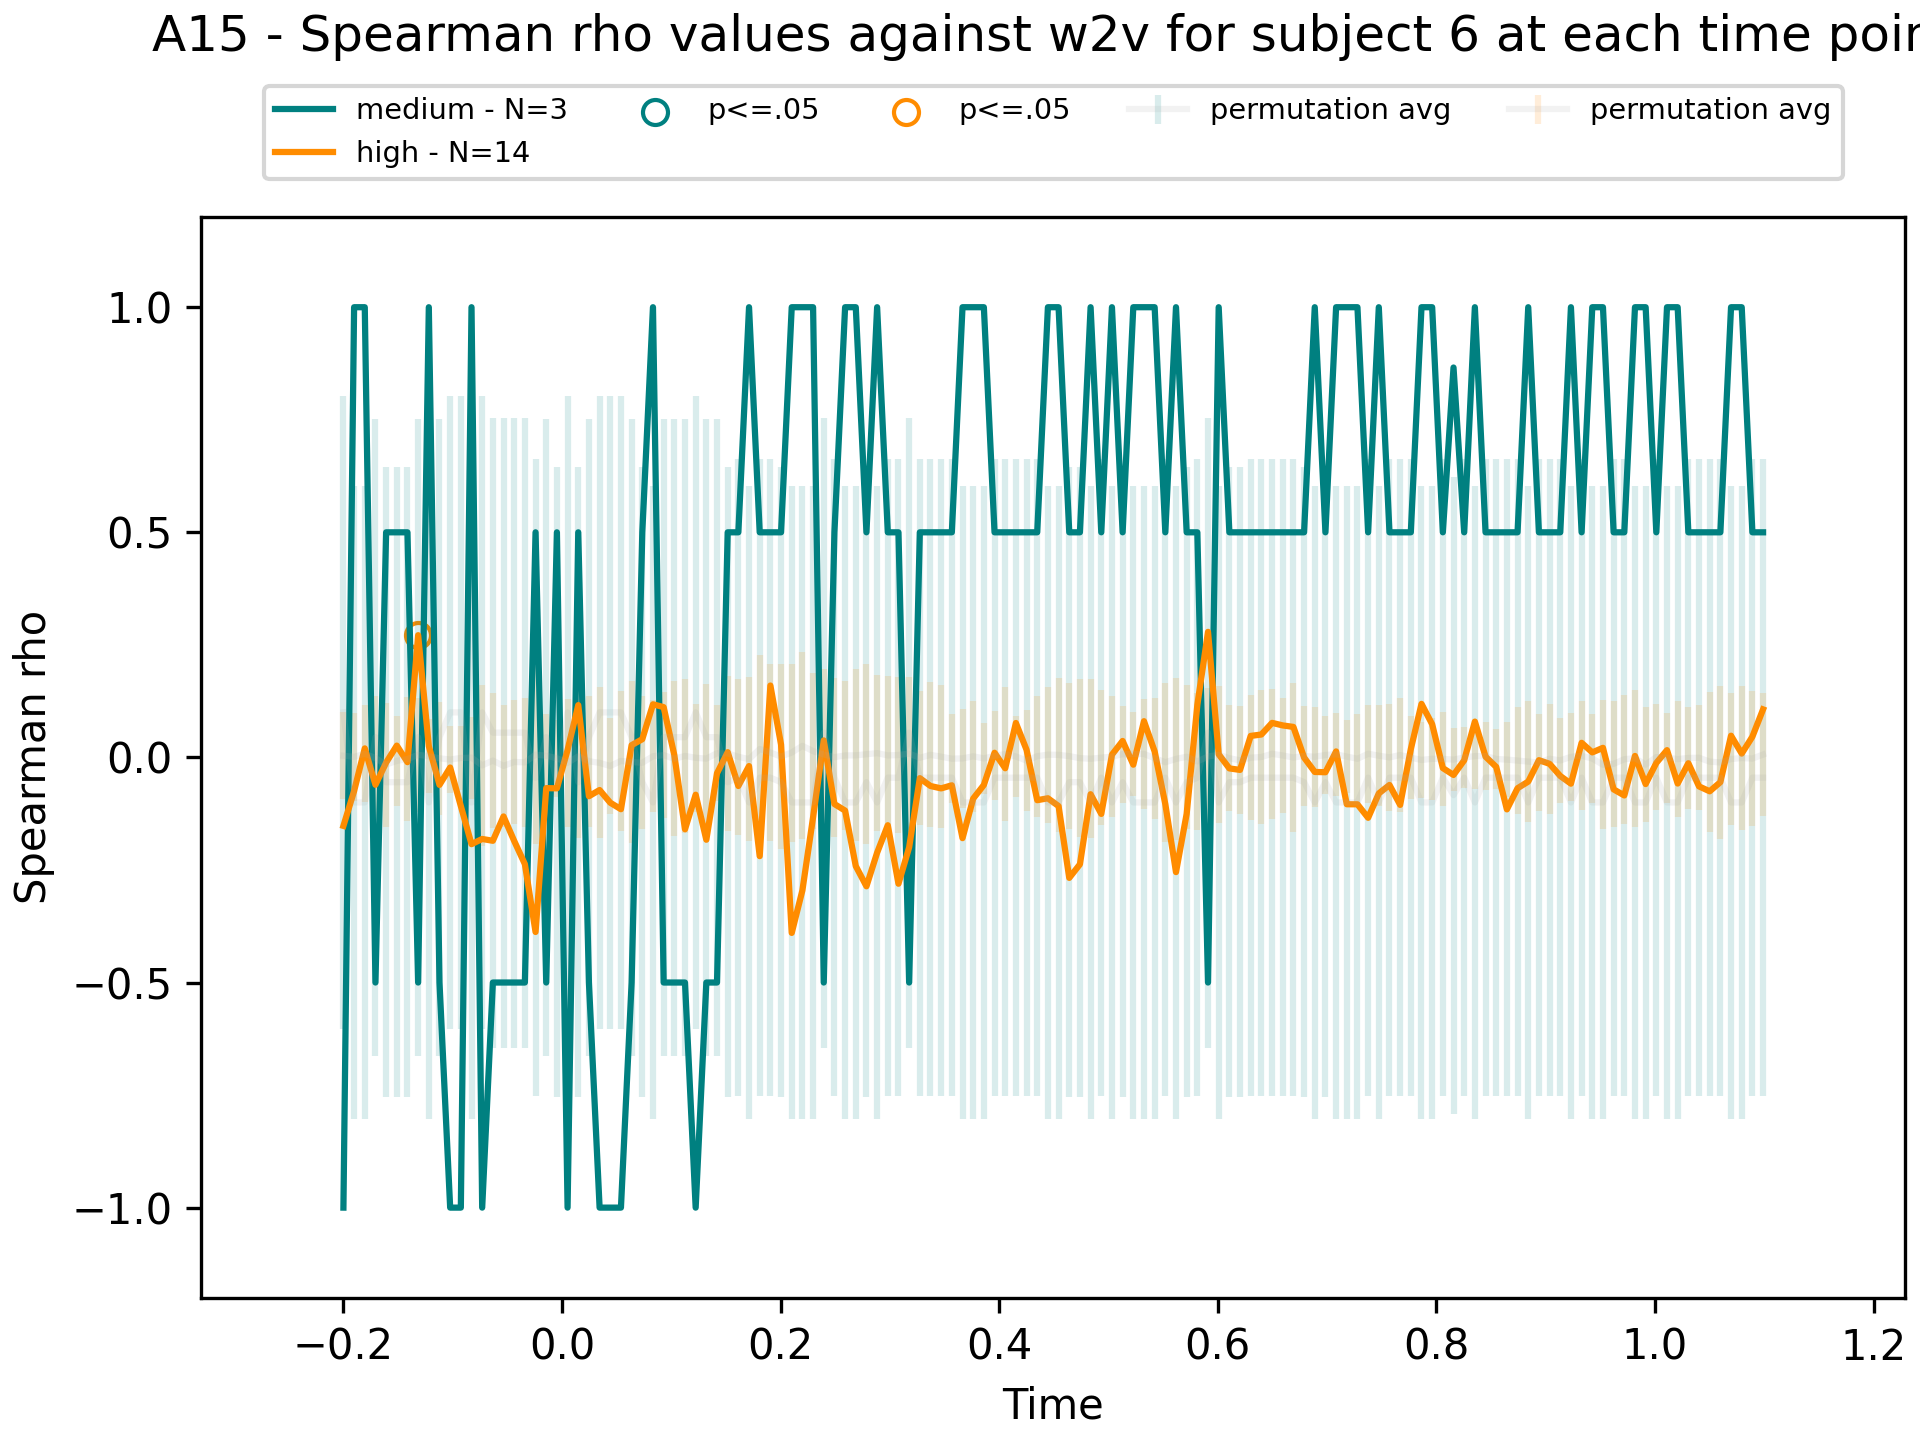 A15 - Spearman rho values against w2v for subject 6 at each time poin
medium - N=3 p<=.05 p<=.05 permutation avg permutation avg
high - N=14
1.0
0.5
0.0
−0.5
−1.0
Spearman rho
−0.2 0.0 0.2 0.4 0.6 0.8 1.0 1.2
Time